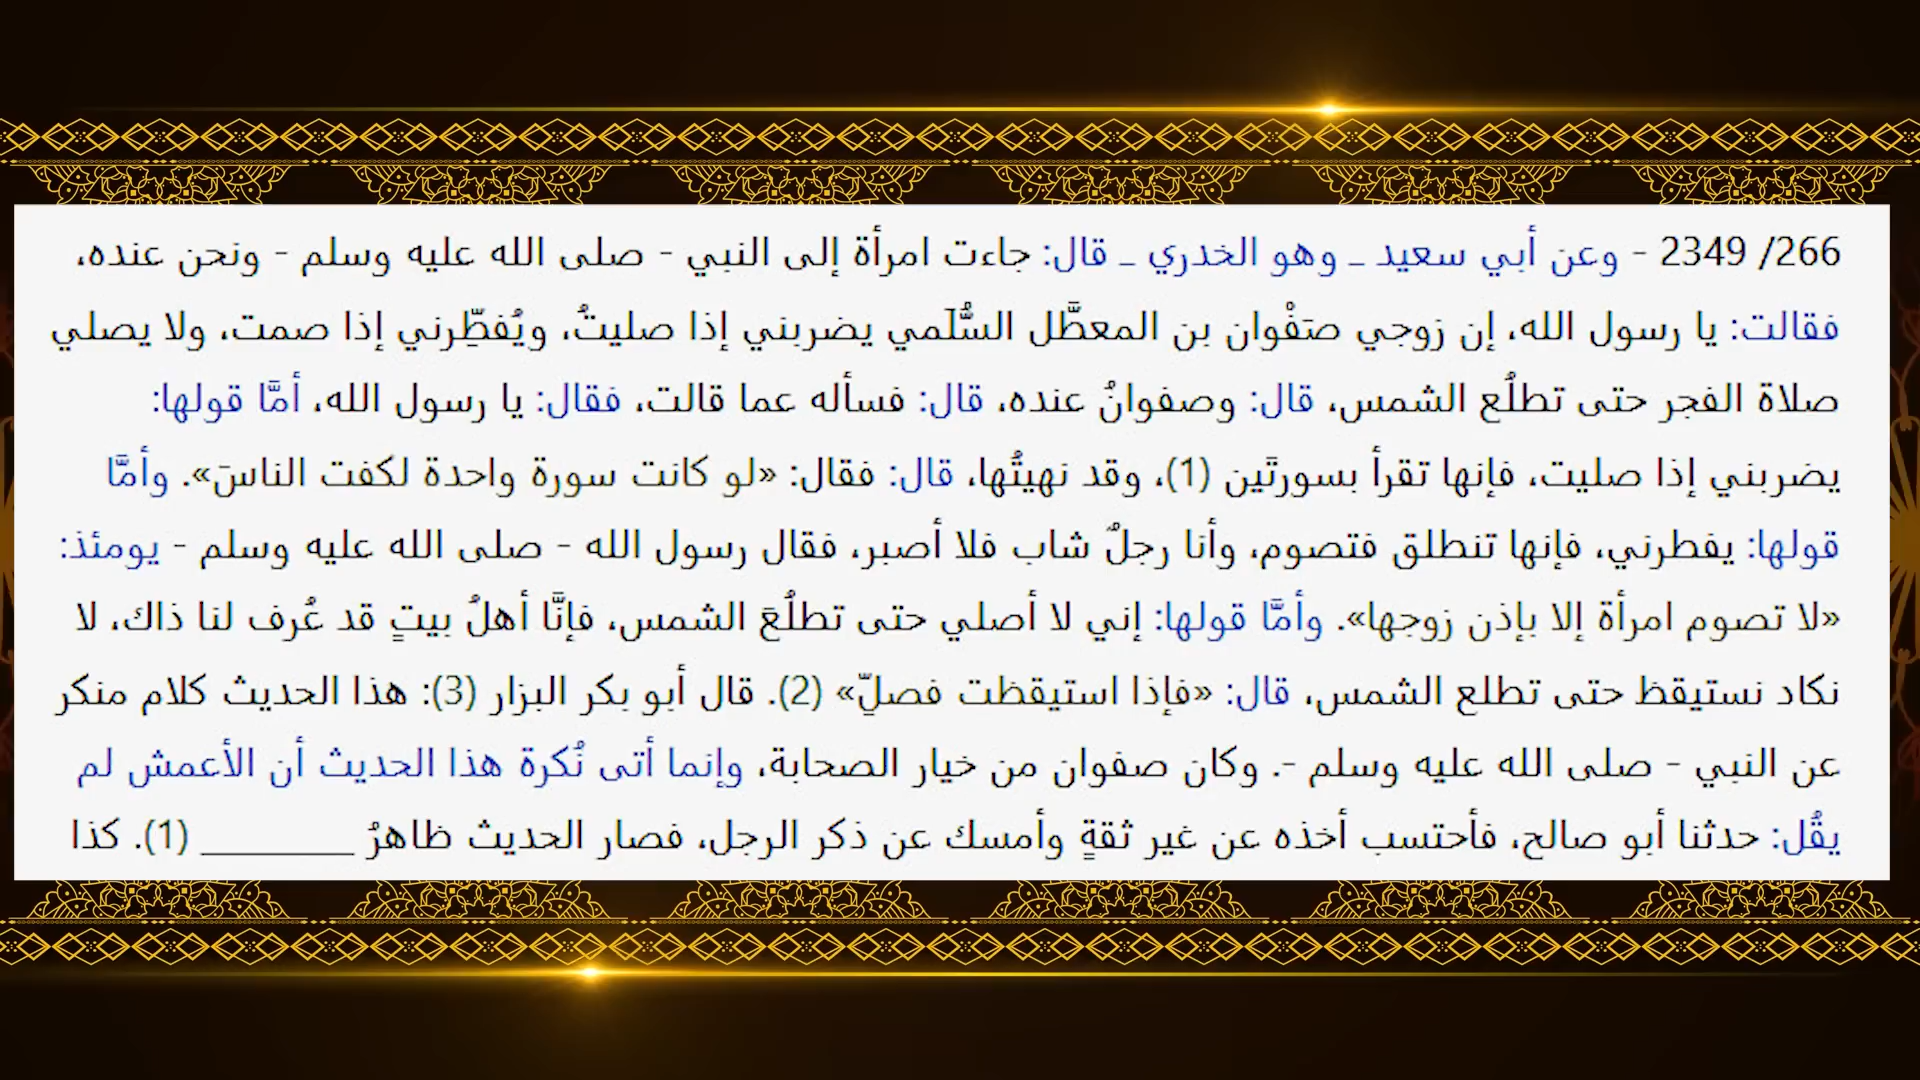 266/ 2349 - وعن أبي سعيد ـ وهو الخدري ـ قال: جاءت امرأة إلى النبي - صلى الله عليه وسلم - ونحن عنده،
فقالت: يا رسول الله، إن زوجي صَفْوان بن المعطَّل السُّلَمي يضربني إذا صليتُ، ويُفطِّرني إذا صمت، ولا يصلي
صلاة الفجر حتى تطلُع الشمس، قال: وصفوانُ عنده، قال: فسأله عما قالت، فقال: يا رسول الله، أمَّا قولها:
يضربني إذا صليت، فإنها تقرأ بسورتَين (1)، وقد نهيتُها، قال: فقال: «لو كانت سورة واحدة لكفت الناسَ». وأمَّا
قولها: يفطرني، فإنها تنطلق فتصوم، وأنا رجلٌ شاب فلا أصبر، فقال رسول الله - صلى الله عليه وسلم - يومئذ:
«لا تصوم امرأة إلا بإذن زوجها». وأمَّا قولها: إني لا أصلي حتى تطلُعَ الشمس، فإنَّا أهلُ بيتٍ قد عُرف لنا ذاك، لا
نكاد نستيقظ حتى تطلع الشمس، قال: «فإذا استيقظت فصلِّ» (2). قال أبو بكر البزار (3): هذا الحديث كلام منكر
عن النبي - صلى الله عليه وسلم -. وكان صفوان من خيار الصحابة، وإنما أتى نُكرة هذا الحديث أن الأعمش لم
يقُل: حدثنا أبو صالح، فأحتسب أخذه عن غير ثقةٍ وأمسك عن ذكر الرجل، فصار الحديث ظاهرُ _________ (1). كذا